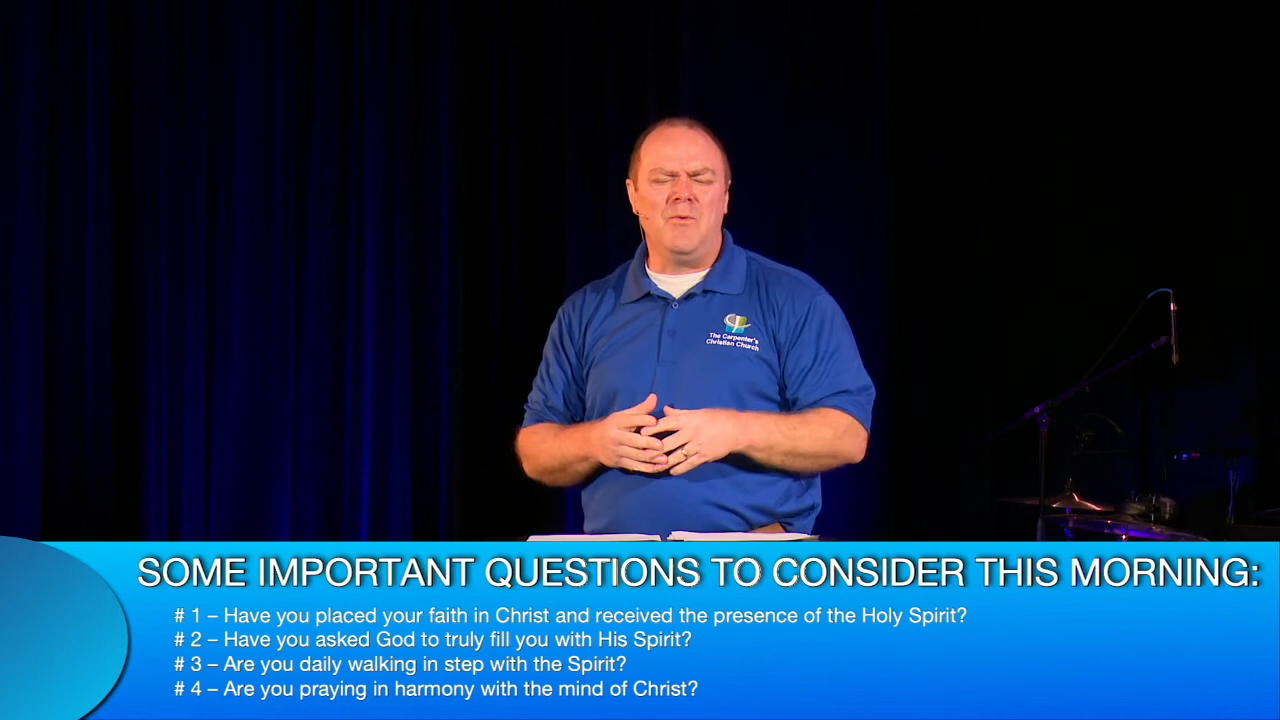 The Carpenter's
Christian Church
SOME IMPORTANT QUESTIONS TO CONSIDER THIS MORNING:
# 1 – Have you placed your faith in Christ and received the presence of the Holy Spirit?
# 2 – Have you asked God to truly fill you with His Spirit?
# 3 – Are you daily walking in step with the Spirit?
# 4 – Are you praying in harmony with the mind of Christ?